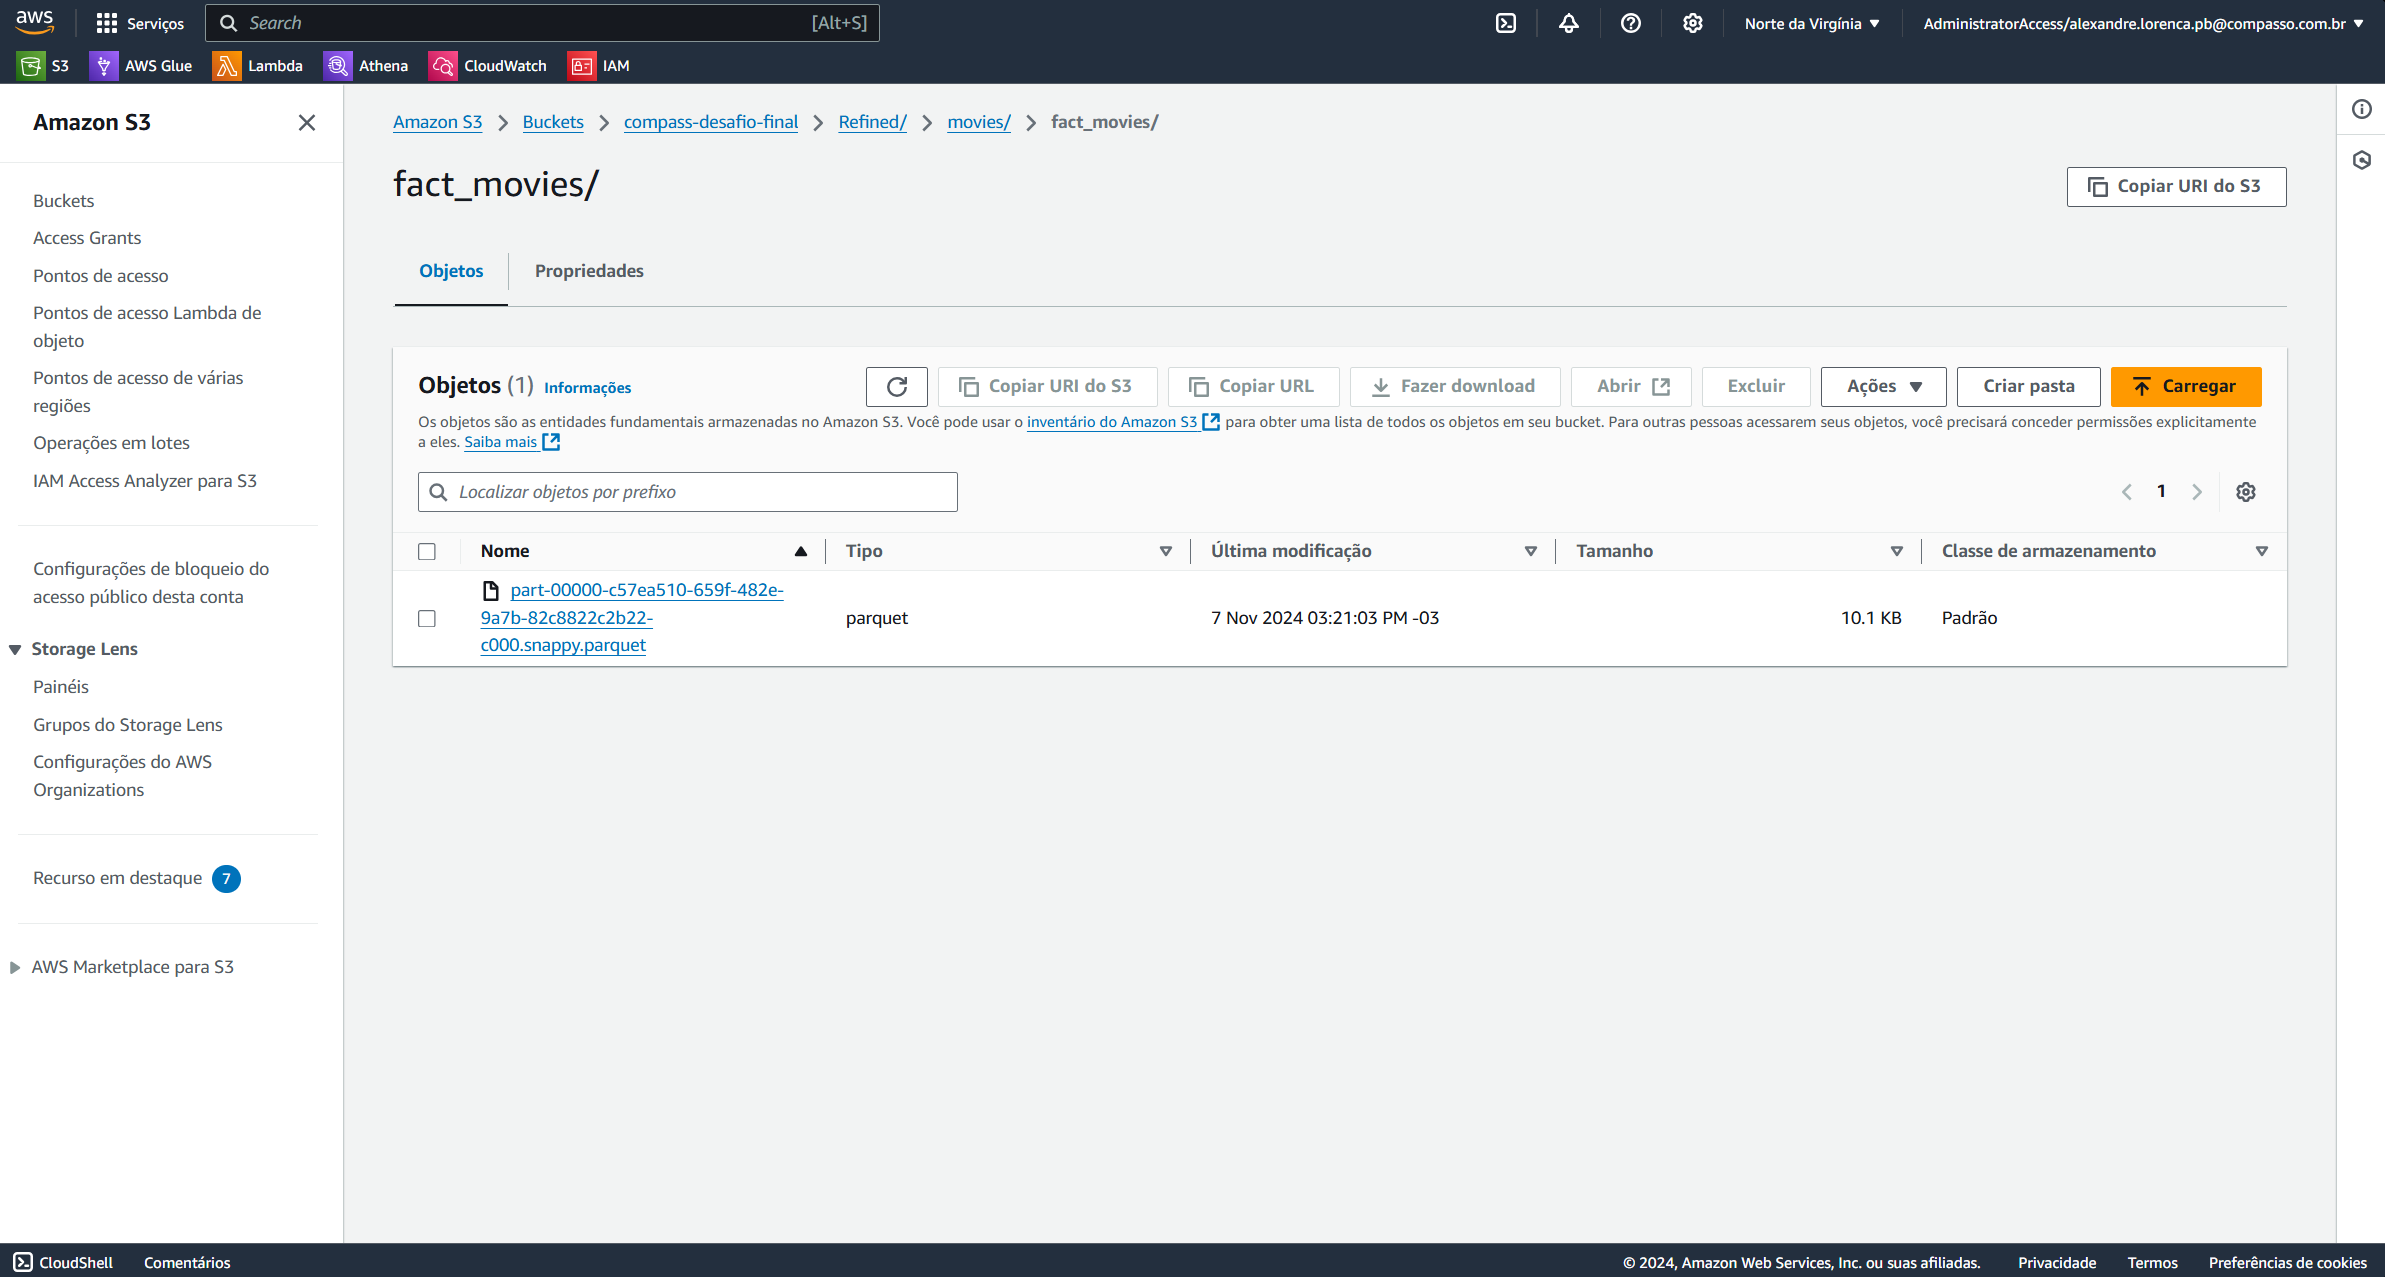 aws Serviços Search [Alt+S] Norte da Virgínia AdministratorAccess/alexandre.lorenca.pb@compasso.com.br
S3 AWS Glue Lambda Athena CloudWatch IAM
Amazon S3
Buckets
Access Grants
Pontos de acesso
Pontos de acesso Lambda de
objeto
Pontos de acesso de várias
regiões
Operações em lotes
IAM Access Analyzer para S3
Configurações de bloqueio do
acesso público desta conta
Storage Lens
Painéis
Grupos do Storage Lens
Configurações do AWS
Organizations
Recurso em destaque 7
AWS Marketplace para S3
Amazon S3 Buckets compass-desafio-final Refined/ movies/ fact_movies/
fact_movies/
Copiar URI do S3
Objetos Propriedades
Objetos (1) Informações
Copiar URI do S3 Copiar URL Fazer download Abrir Excluir Ações Criar pasta Carregar
Os objetos são as entidades fundamentais armazenadas no Amazon S3. Você pode usar o inventário do Amazon S3 para obter uma lista de todos os objetos em seu bucket. Para outras pessoas acessarem seus objetos, você precisará conceder permissões explicitamente
a eles. Saiba mais
Localizar objetos por prefixo
1
Nome Tipo Última modificação Tamanho Classe de armazenamento
part-00000-c57ea510-659f-482e-
9a7b-82c8822c2b22- parquet 7 Nov 2024 03:21:03 PM -03 10.1 KB Padrão
c000.snappy.parquet
CloudShell Comentários © 2024, Amazon Web Services, Inc. ou suas afiliadas. Privacidade Termos Preferências de cookies